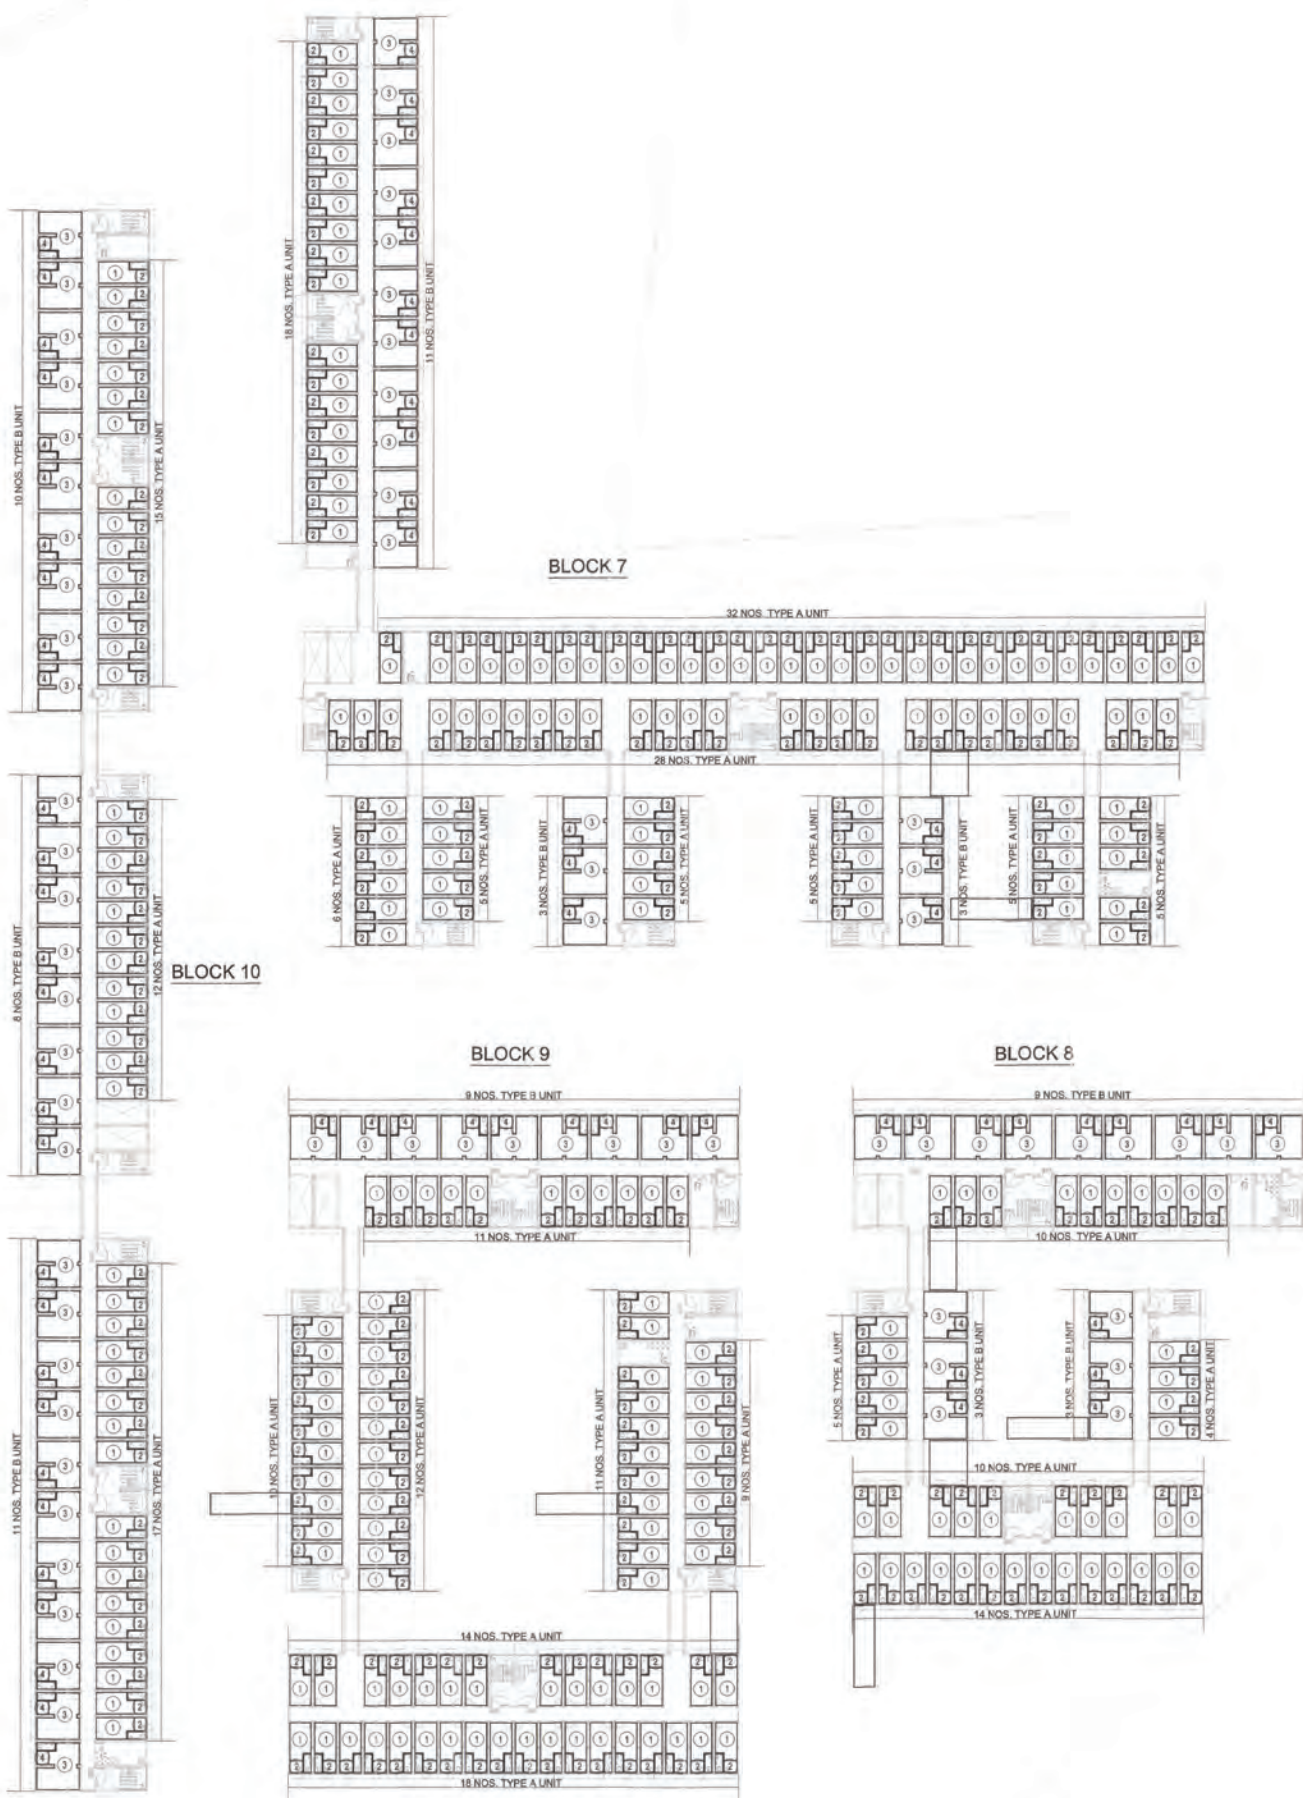 18 NOS. TYPE A UNIT
11 NOS. TYPE B UNIT
BLOCK 7
32 NOS. TYPE A UNIT
28 NOS. TYPE A UNIT
6 NOS. TYPE A UNIT
5 NOS. TYPE A UNIT
3 NOS. TYPE B UNIT
5 NOS. TYPE A UNIT
5 NOS. TYPE A UNIT
3 NOS. TYPE B UNIT
5 NOS. TYPE A UNIT
5 NOS. TYPE A UNIT
10 NOS. TYPE B UNIT
15 NOS. TYPE A UNIT
8 NOS. TYPE B UNIT
12 NOS. TYPE A UNIT
BLOCK 10
11 NOS. TYPE B UNIT
17 NOS. TYPE A UNIT
BLOCK 9
9 NOS. TYPE B UNIT
11 NOS. TYPE A UNIT
10 NOS. TYPE A UNIT
12 NOS. TYPE A UNIT
11 NOS. TYPE A UNIT
9 NOS. TYPE A UNIT
14 NOS. TYPE A UNIT
18 NOS. TYPE A UNIT
BLOCK 8
9 NOS. TYPE B UNIT
10 NOS. TYPE A UNIT
5 NOS. TYPE A UNIT
3 NOS. TYPE B UNIT
3 NOS. TYPE B UNIT
4 NOS. TYPE A UNIT
10 NOS. TYPE A UNIT
14 NOS. TYPE A UNIT